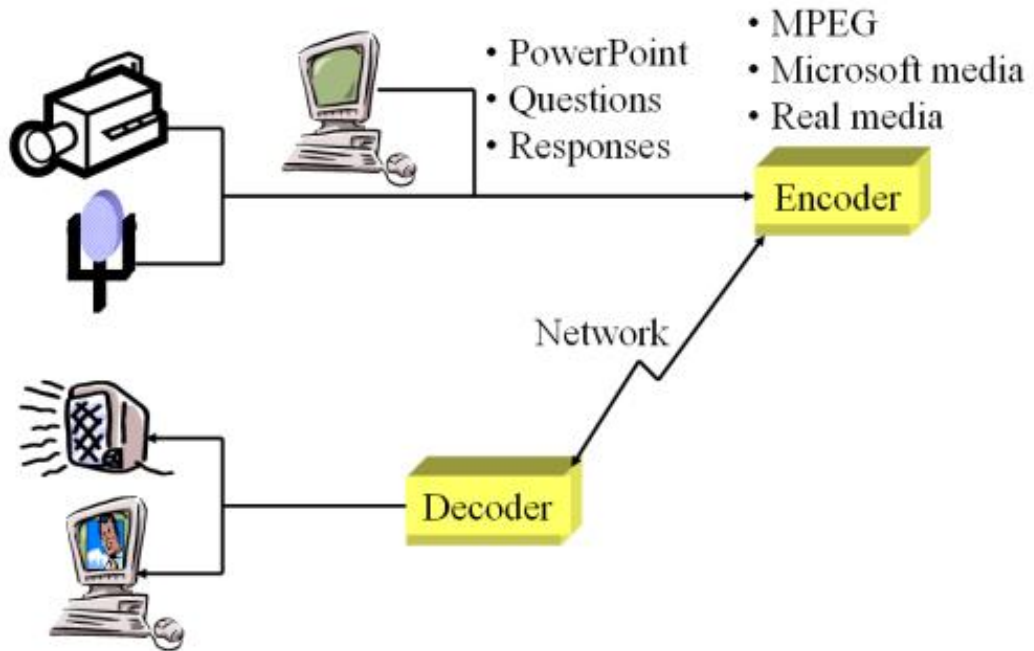 • PowerPoint
• Questions
• Responses
• MPEG
• Microsoft media
• Real media
Encoder
Network
Decoder